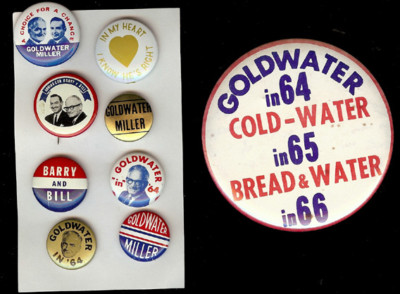 A CHOICE FOR A CHANCE
GOLDWATER
MILLER
IN MY HEART
I KNOW HE'S RIGHT
GOLDWATER
MILLER
BARRY
AND
BILL
GOLDWATER
in '64
GOLDWATER
IN '64
GOLDWATER
MILLER
GOLDWATER
in 64
COLD-WATER
in 65
BREAD & WATER
in 66